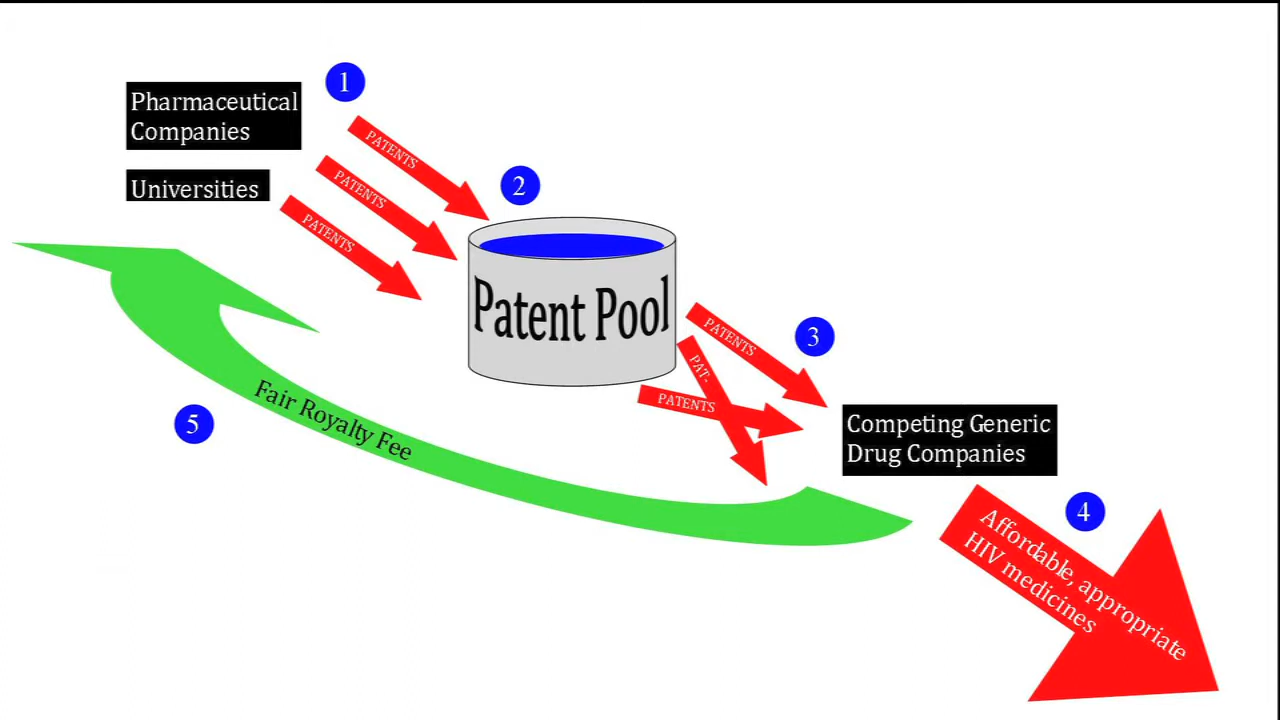 1
Pharmaceutical
Companies
Universities
PATENTS
PATENTS
PATENTS
2
Patent Pool
PATENTS
PAT-
PATENTS
3
Competing Generic
Drug Companies
4
Affordable, appropriate
HIV medicines
5
Fair Royalty Fee